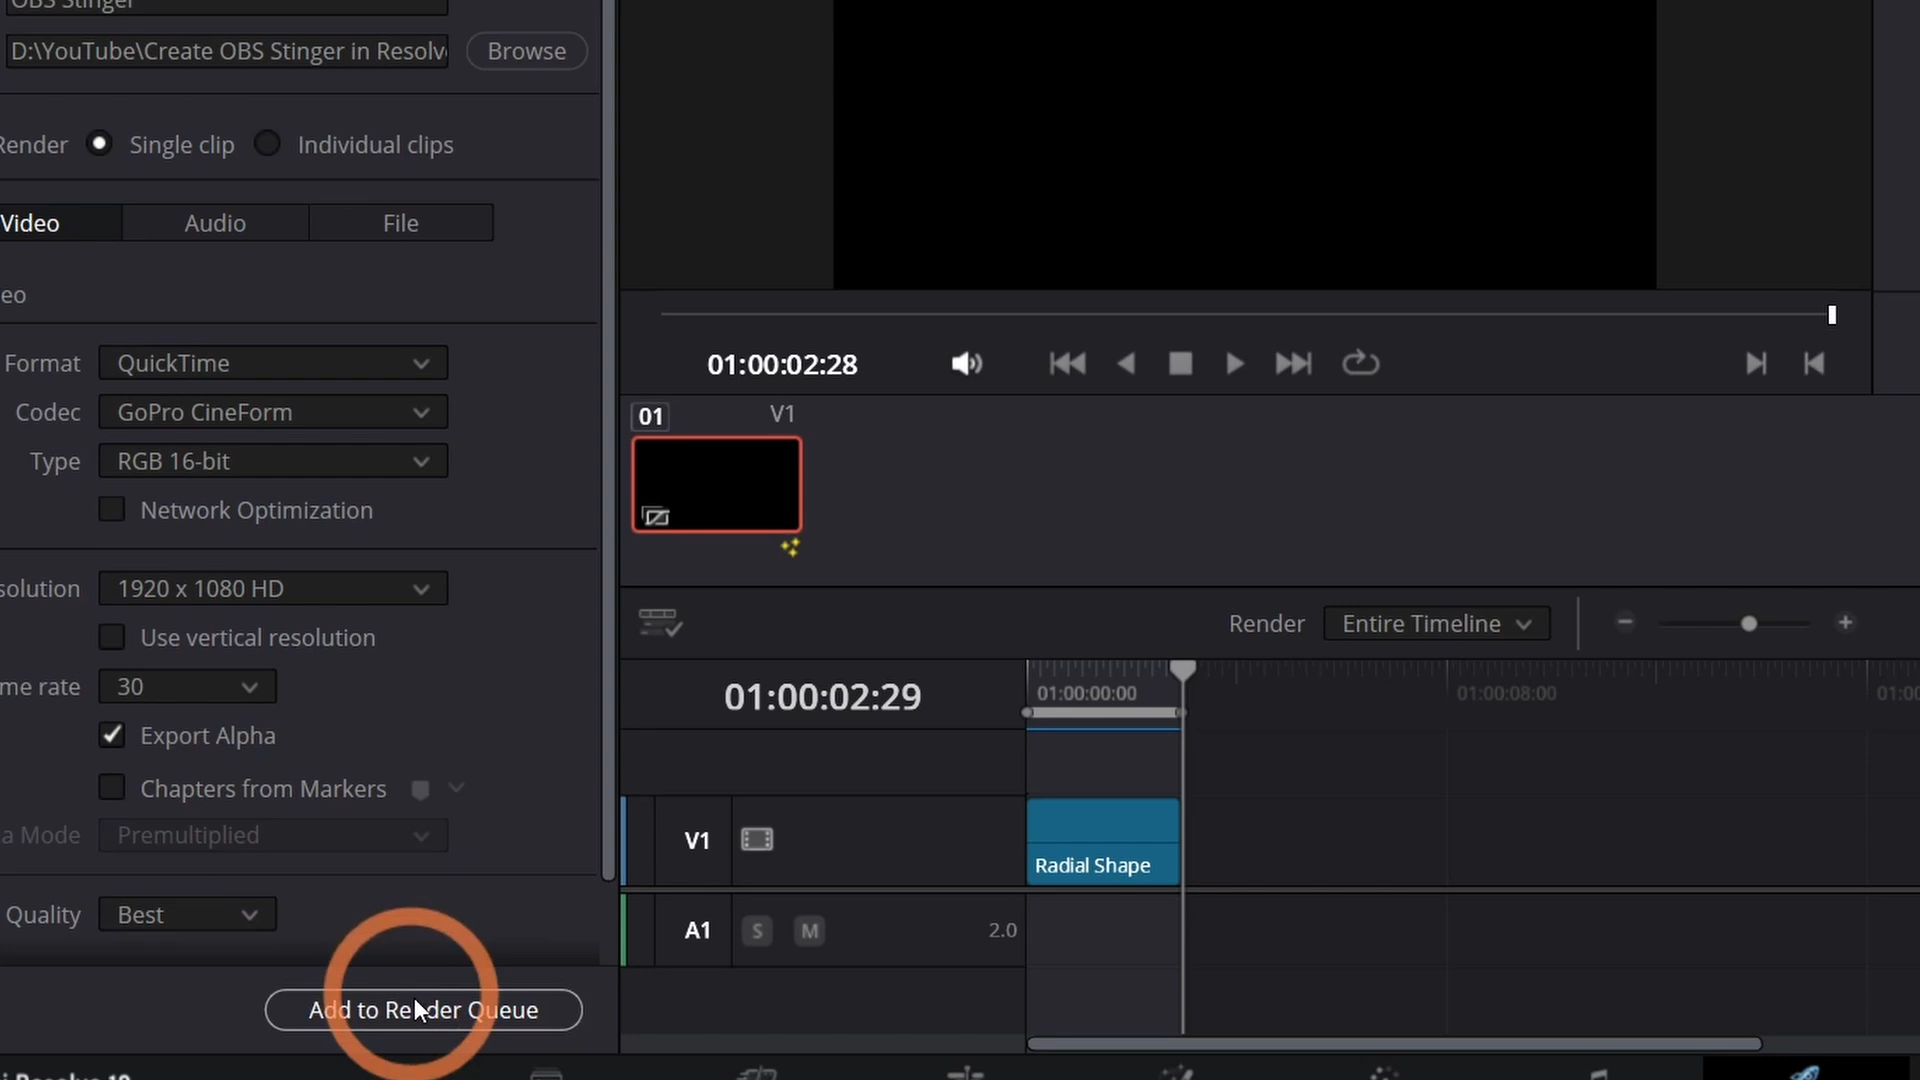 OBS Stinger
D:\YouTube\Create OBS Stinger in Resolv
Browse
Render
Single clip
Individual clips
Video
Audio
File
eo
Format
QuickTime
Codec
GoPro CineForm
Type
RGB 16-bit
Network Optimization
solution
1920 x 1080 HD
Use vertical resolution
me rate
30
Export Alpha
Chapters from Markers
a Mode
Premultiplied
Quality
Best
Add to Render Queue
01:00:02:28
01
V1
Render
Entire Timeline
01:00:02:29
01:00:00:00
01:00:08:00
01:00
V1
Radial Shape
A1
S
M
2.0